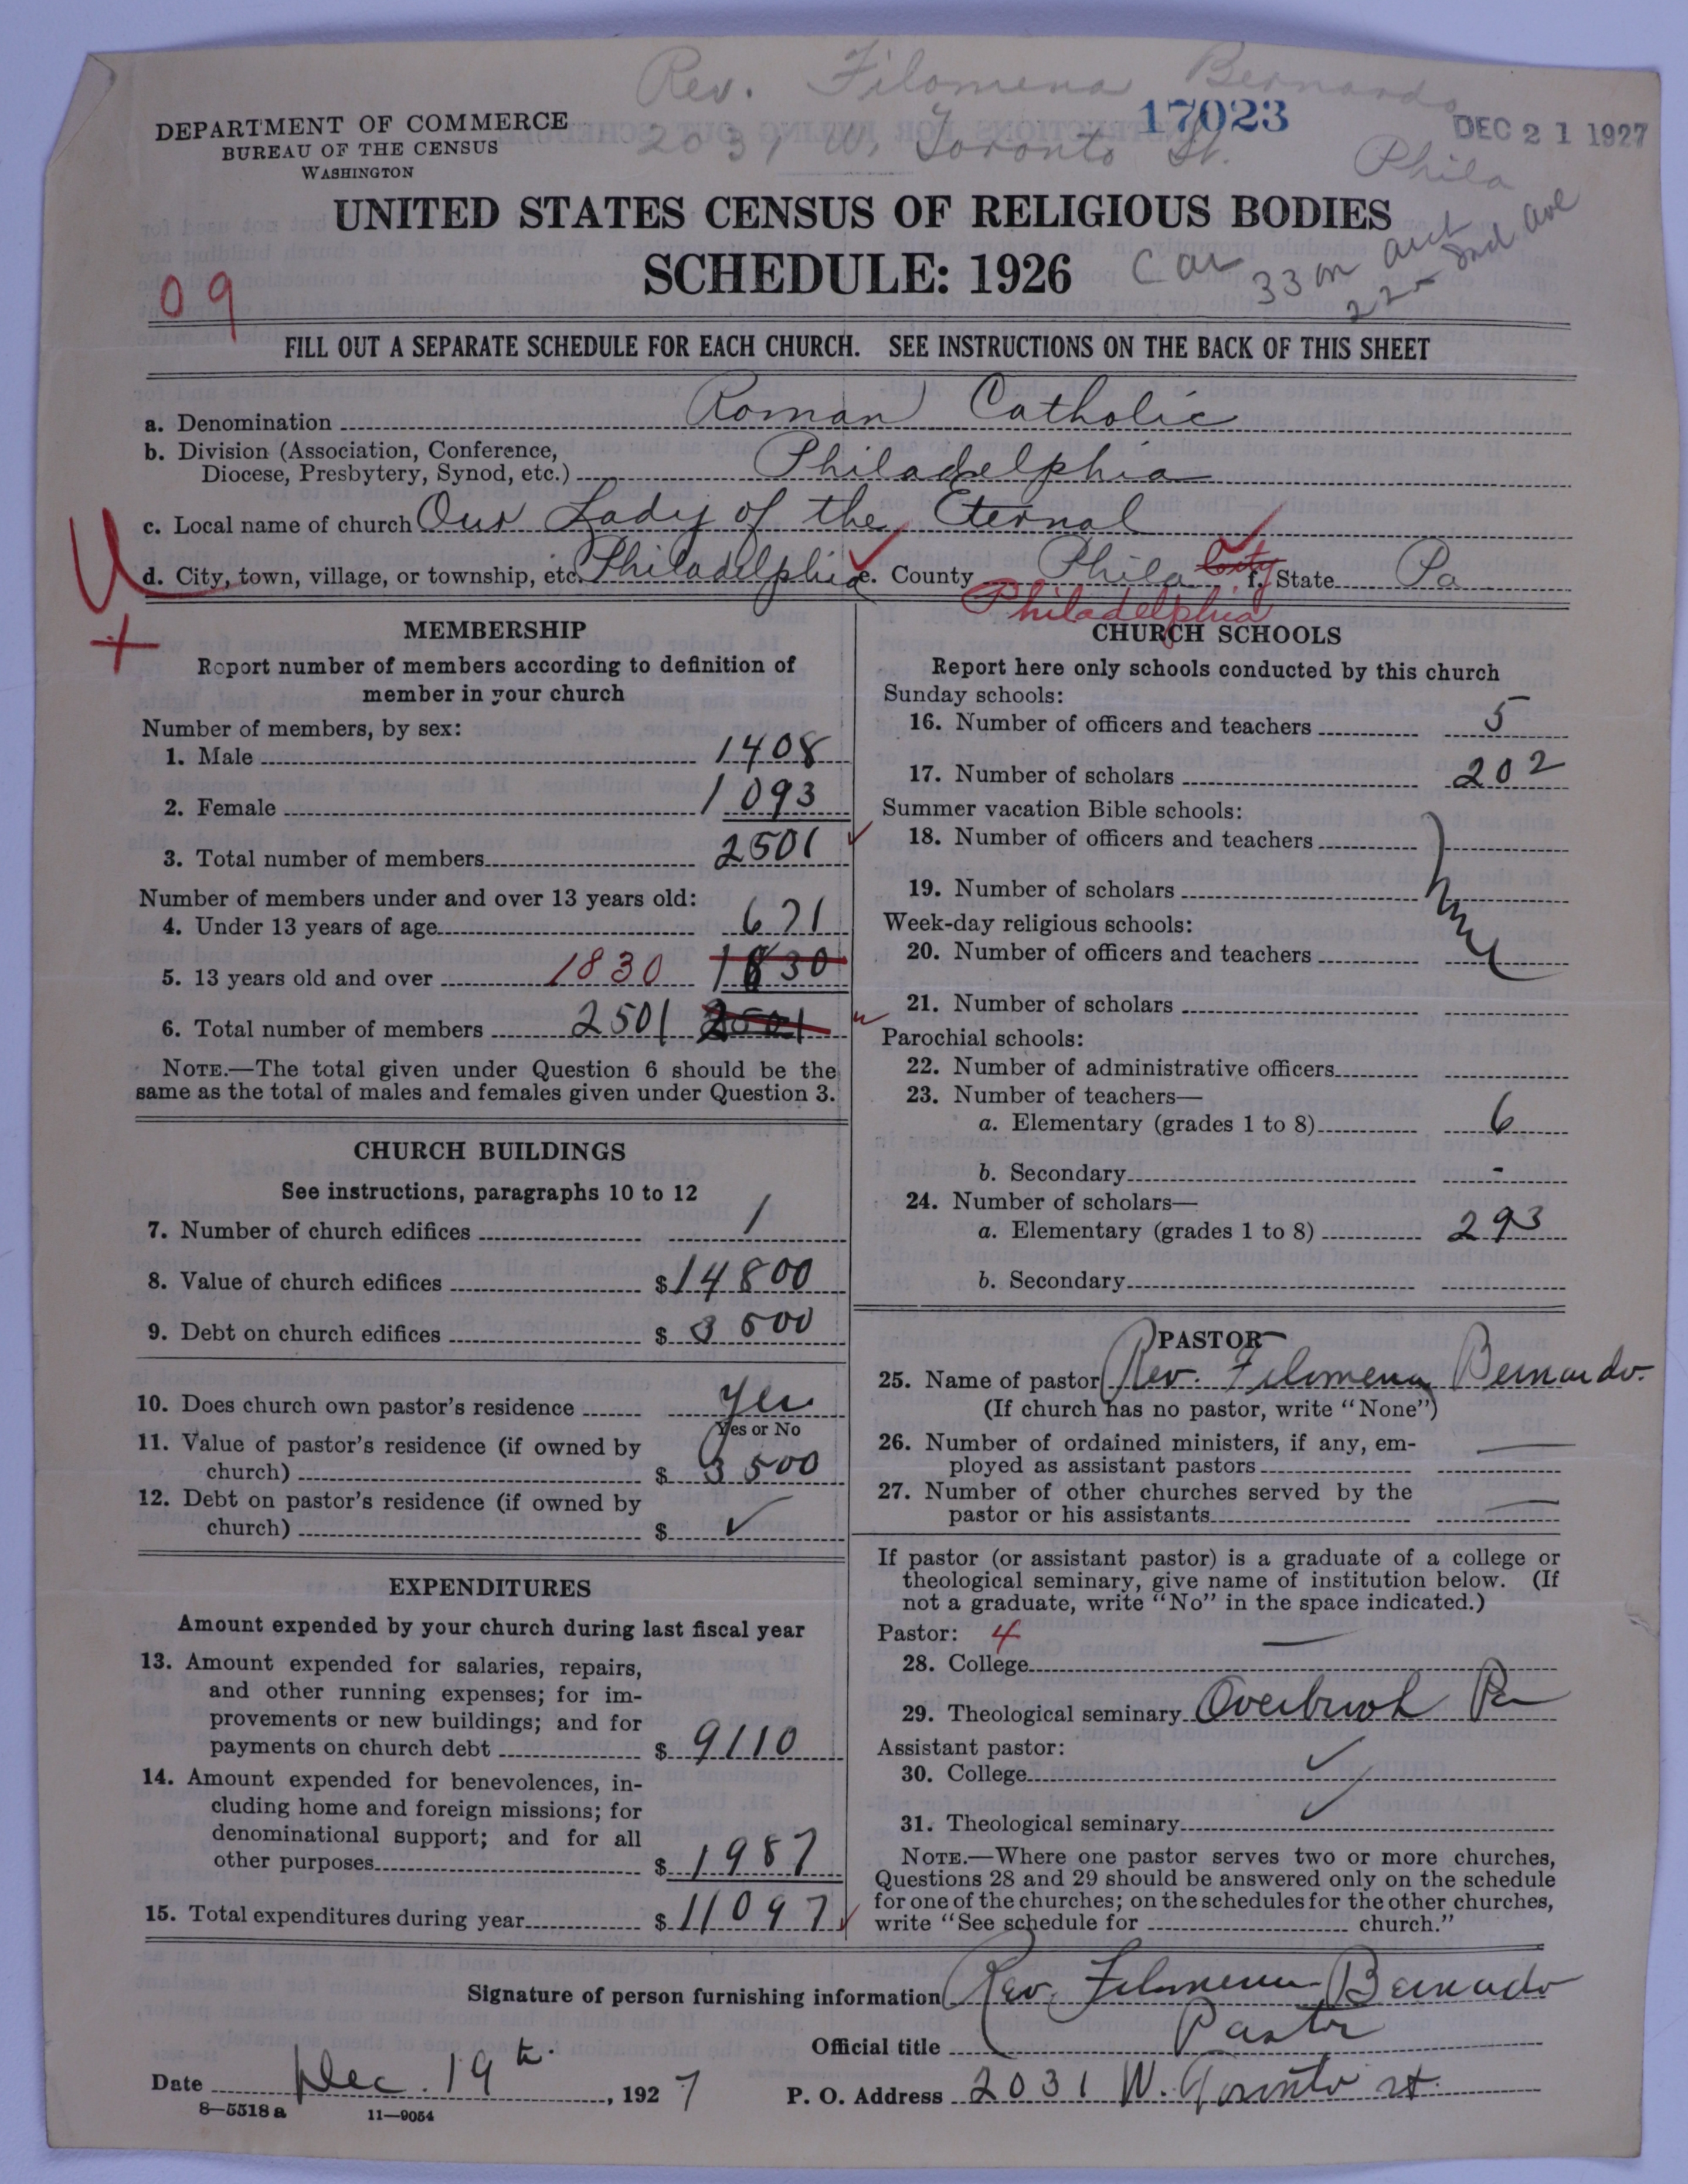 Rev. Filomena Bernardo
17023
DEC 21 1927
2031 W. Toronto St.
Phila
DEPARTMENT OF COMMERCE
BUREAU OF THE CENSUS
WASHINGTON
UNITED STATES CENSUS OF RELIGIOUS BODIES
SCHEDULE: 1926
Car 33 on
22 2nd Ave
09
FILL OUT A SEPARATE SCHEDULE FOR EACH CHURCH. SEE INSTRUCTIONS ON THE BACK OF THIS SHEET
a. Denomination Roman Catholic
b. Division (Association, Conference,
Diocese, Presbytery, Synod, etc.) Philadelphia
c. Local name of church Our Lady of the Eternal
d. City, town, village, or township, etc. Philadelphia e. County Phila f. State Pa
Philadelphia
MEMBERSHIP
Report number of members according to definition of
member in your church
Number of members, by sex:
1. Male 1408
2. Female 1093
3. Total number of members 2501
Number of members under and over 13 years old:
4. Under 13 years of age 671
5. 13 years old and over 1830 1830
6. Total number of members 2501 2501
NOTE.—The total given under Question 6 should be the
same as the total of males and females given under Question 3.
CHURCH BUILDINGS
See instructions, paragraphs 10 to 12
7. Number of church edifices 1
8. Value of church edifices $14800
9. Debt on church edifices $3500
10. Does church own pastor's residence yes
Yes or No
11. Value of pastor's residence (if owned by
church) $3500
12. Debt on pastor's residence (if owned by
church) $ ✓
EXPENDITURES
Amount expended by your church during last fiscal year
13. Amount expended for salaries, repairs,
and other running expenses; for im-
provements or new buildings; and for
payments on church debt $9110
14. Amount expended for benevolences, in-
cluding home and foreign missions; for
denominational support; and for all
other purposes $1987
15. Total expenditures during year $11097
CHURCH SCHOOLS
Report here only schools conducted by this church
Sunday schools:
16. Number of officers and teachers 5
17. Number of scholars 202
Summer vacation Bible schools:
18. Number of officers and teachers
19. Number of scholars
Week-day religious schools:
20. Number of officers and teachers
21. Number of scholars
Parochial schools:
22. Number of administrative officers
23. Number of teachers—
a. Elementary (grades 1 to 8) 6
b. Secondary -
24. Number of scholars—
a. Elementary (grades 1 to 8) 293
b. Secondary
PASTOR
25. Name of pastor Rev. Filomena Bernardo.
(If church has no pastor, write "None")
26. Number of ordained ministers, if any, em-
ployed as assistant pastors —
27. Number of other churches served by the
pastor or his assistants —
If pastor (or assistant pastor) is a graduate of a college or
theological seminary, give name of institution below. (If
not a graduate, write "No" in the space indicated.)
Pastor: 4
28. College —
29. Theological seminary Overbrook Pa
Assistant pastor:
30. College ✓
31. Theological seminary ✓
NOTE.—Where one pastor serves two or more churches,
Questions 28 and 29 should be answered only on the schedule
for one of the churches; on the schedules for the other churches,
write "See schedule for church."
Signature of person furnishing information Rev. Filomena Bernardo
Official title Pastor
Date Dec. 19th. , 1927 P. O. Address 2031 W. Toronto st.
8—5518 a 11—9054